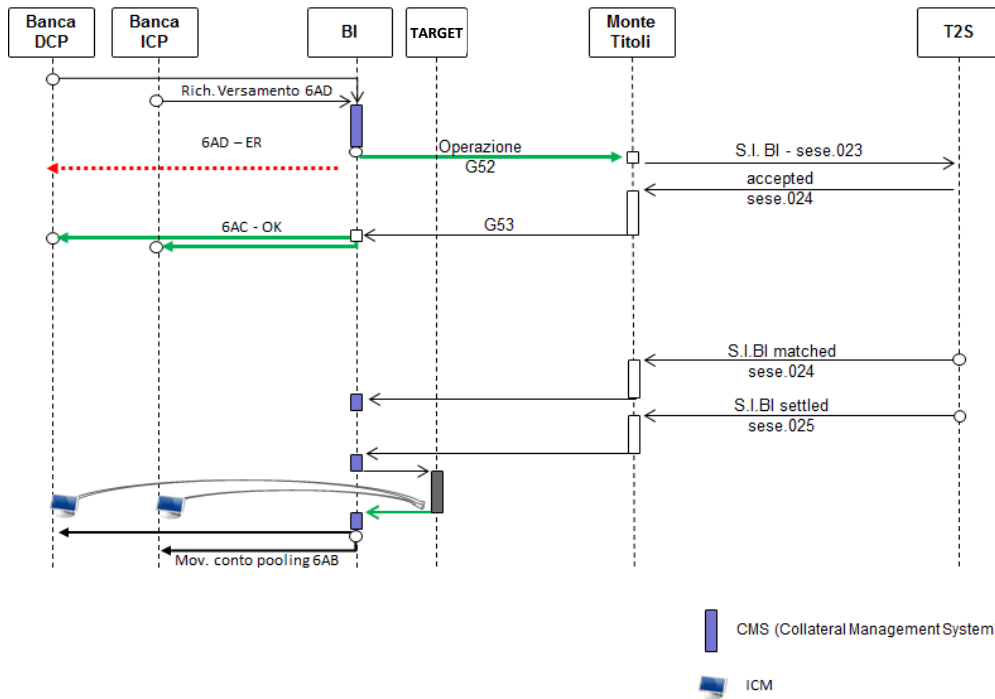 Banca
DCP
Banca
ICP
BI
TARGET
Monte
Titoli
T2S
Rich. Versamento 6AD
6AD – ER
Operazione
G52
S.I. BI - sese.023
accepted
sese.024
6AC - OK
G53
S.I.BI matched
sese.024
S.I.BI settled
sese.025
Mov. conto pooling 6AB
CMS (Collateral Management System)
ICM